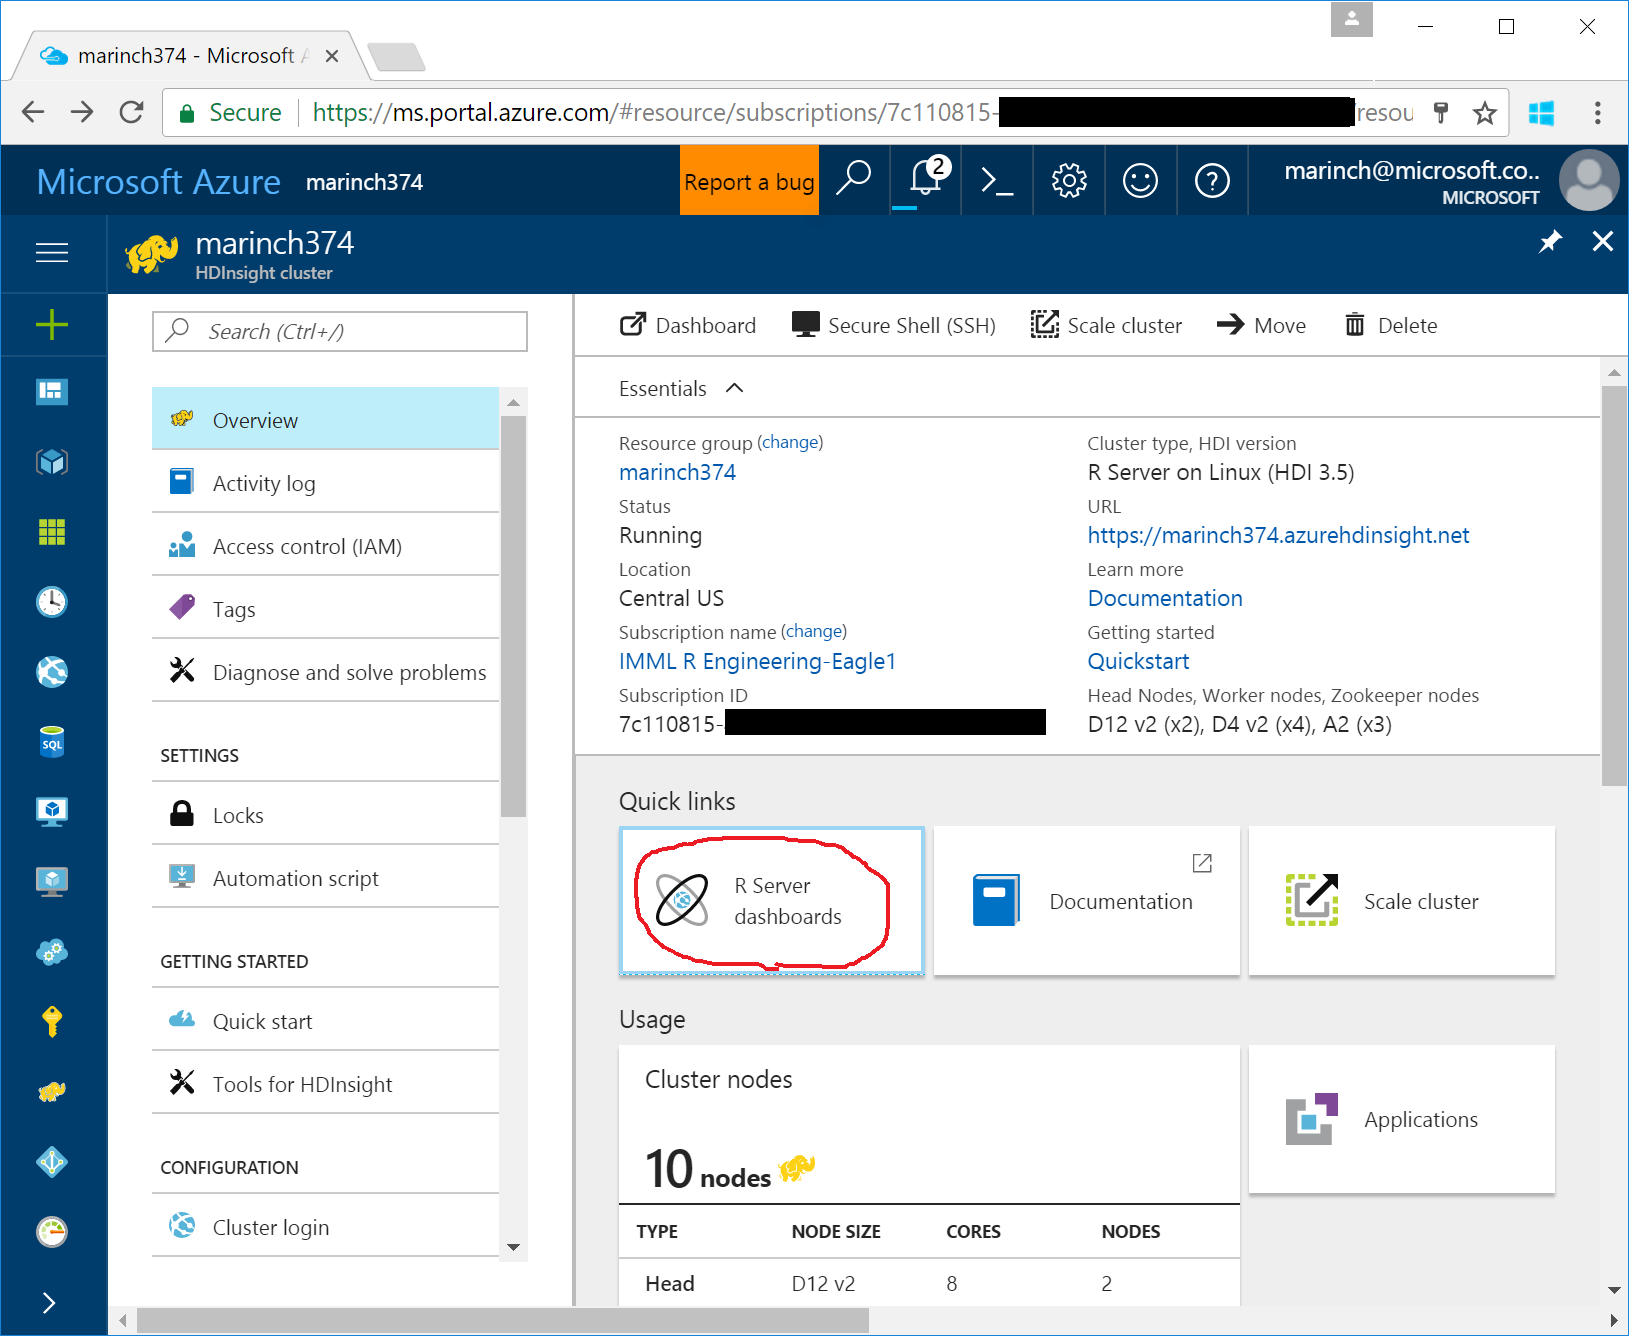 marinch374 - Microsoft A
Secure
https://ms.portal.azure.com/#resource/subscriptions/7c110815-
/resou
Microsoft Azure
marinch374
Report a bug
2
marinch@microsoft.co..
MICROSOFT
marinch374
HDInsight cluster
Search (Ctrl+/)
Overview
Activity log
Access control (IAM)
Tags
Diagnose and solve problems
SETTINGS
Locks
Automation script
GETTING STARTED
Quick start
Tools for HDInsight
CONFIGURATION
Cluster login
SQL
Dashboard
Secure Shell (SSH)
Scale cluster
Move
Delete
Essentials
Resource group (change)
marinch374
Status
Running
Location
Central US
Subscription name (change)
IMML R Engineering-Eagle1
Subscription ID
7c110815-
Cluster type, HDI version
R Server on Linux (HDI 3.5)
URL
https://marinch374.azurehdinsight.net
Learn more
Documentation
Getting started
Quickstart
Head Nodes, Worker nodes, Zookeeper nodes
D12 v2 (x2), D4 v2 (x4), A2 (x3)
Quick links
R Server
dashboards
Documentation
Scale cluster
Usage
Cluster nodes
10 nodes
TYPE NODE SIZE CORES NODES
Head D12 v2 8 2
Applications